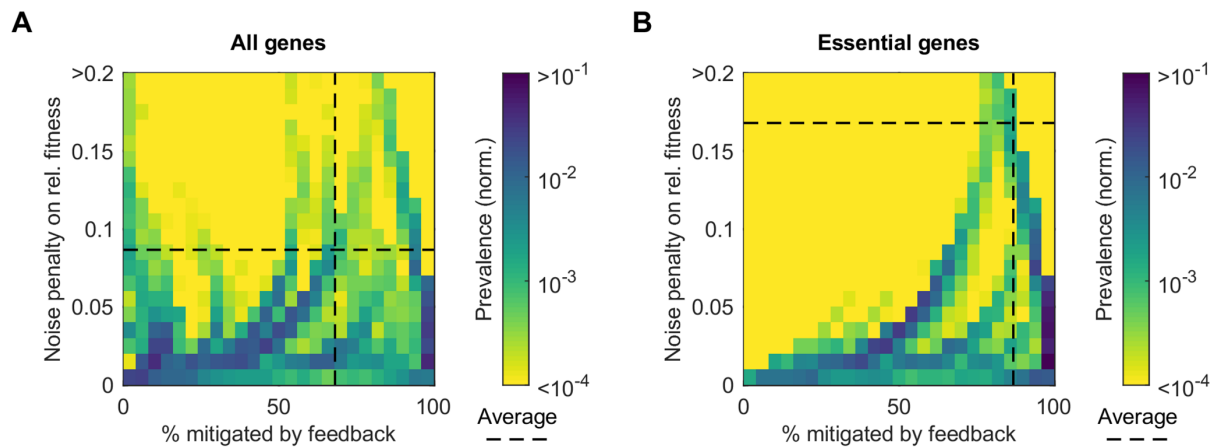 A
All genes
Noise penalty on rel. fitness
>0.2
0.15
0.1
0.05
0
0
50
100
% mitigated by feedback
Prevalence (norm.)
>10-1
10-2
10-3
<10-4
Average
B
Essential genes
Noise penalty on rel. fitness
>0.2
0.15
0.1
0.05
0
0
50
100
% mitigated by feedback
Prevalence (norm.)
>10-1
10-2
10-3
<10-4
Average